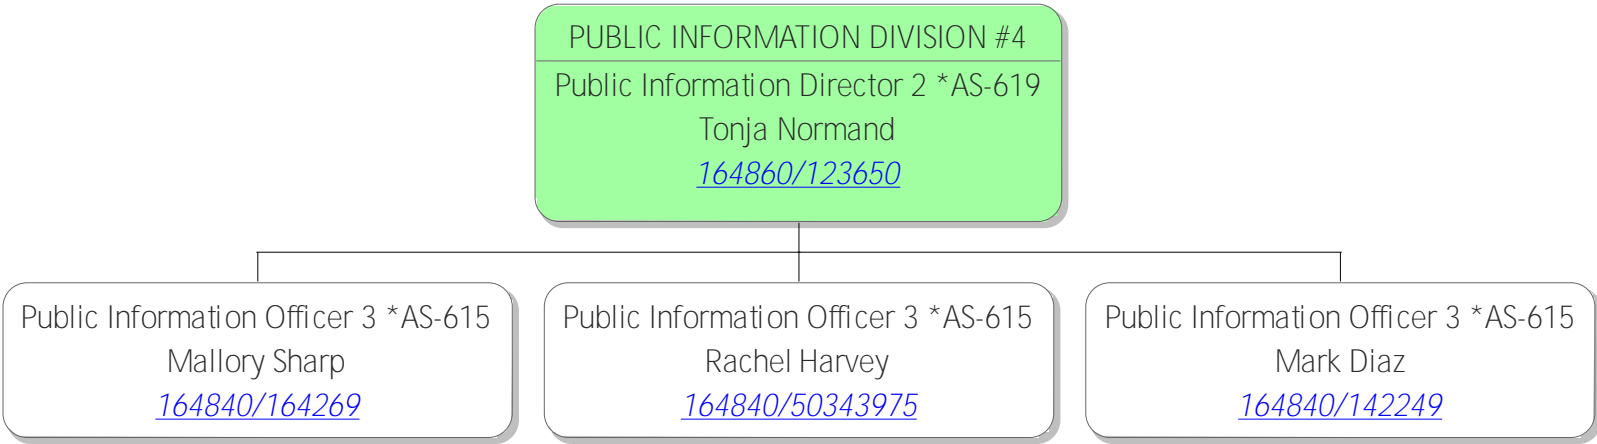 PUBLIC INFORMATION DIVISION #4
Public Information Director 2 *AS-619
Tonja Normand
164860/123650
Public Information Officer 3 *AS-615
Mallory Sharp
164840/164269
Public Information Officer 3 *AS-615
Rachel Harvey
164840/50343975
Public Information Officer 3 *AS-615
Mark Diaz
164840/142249